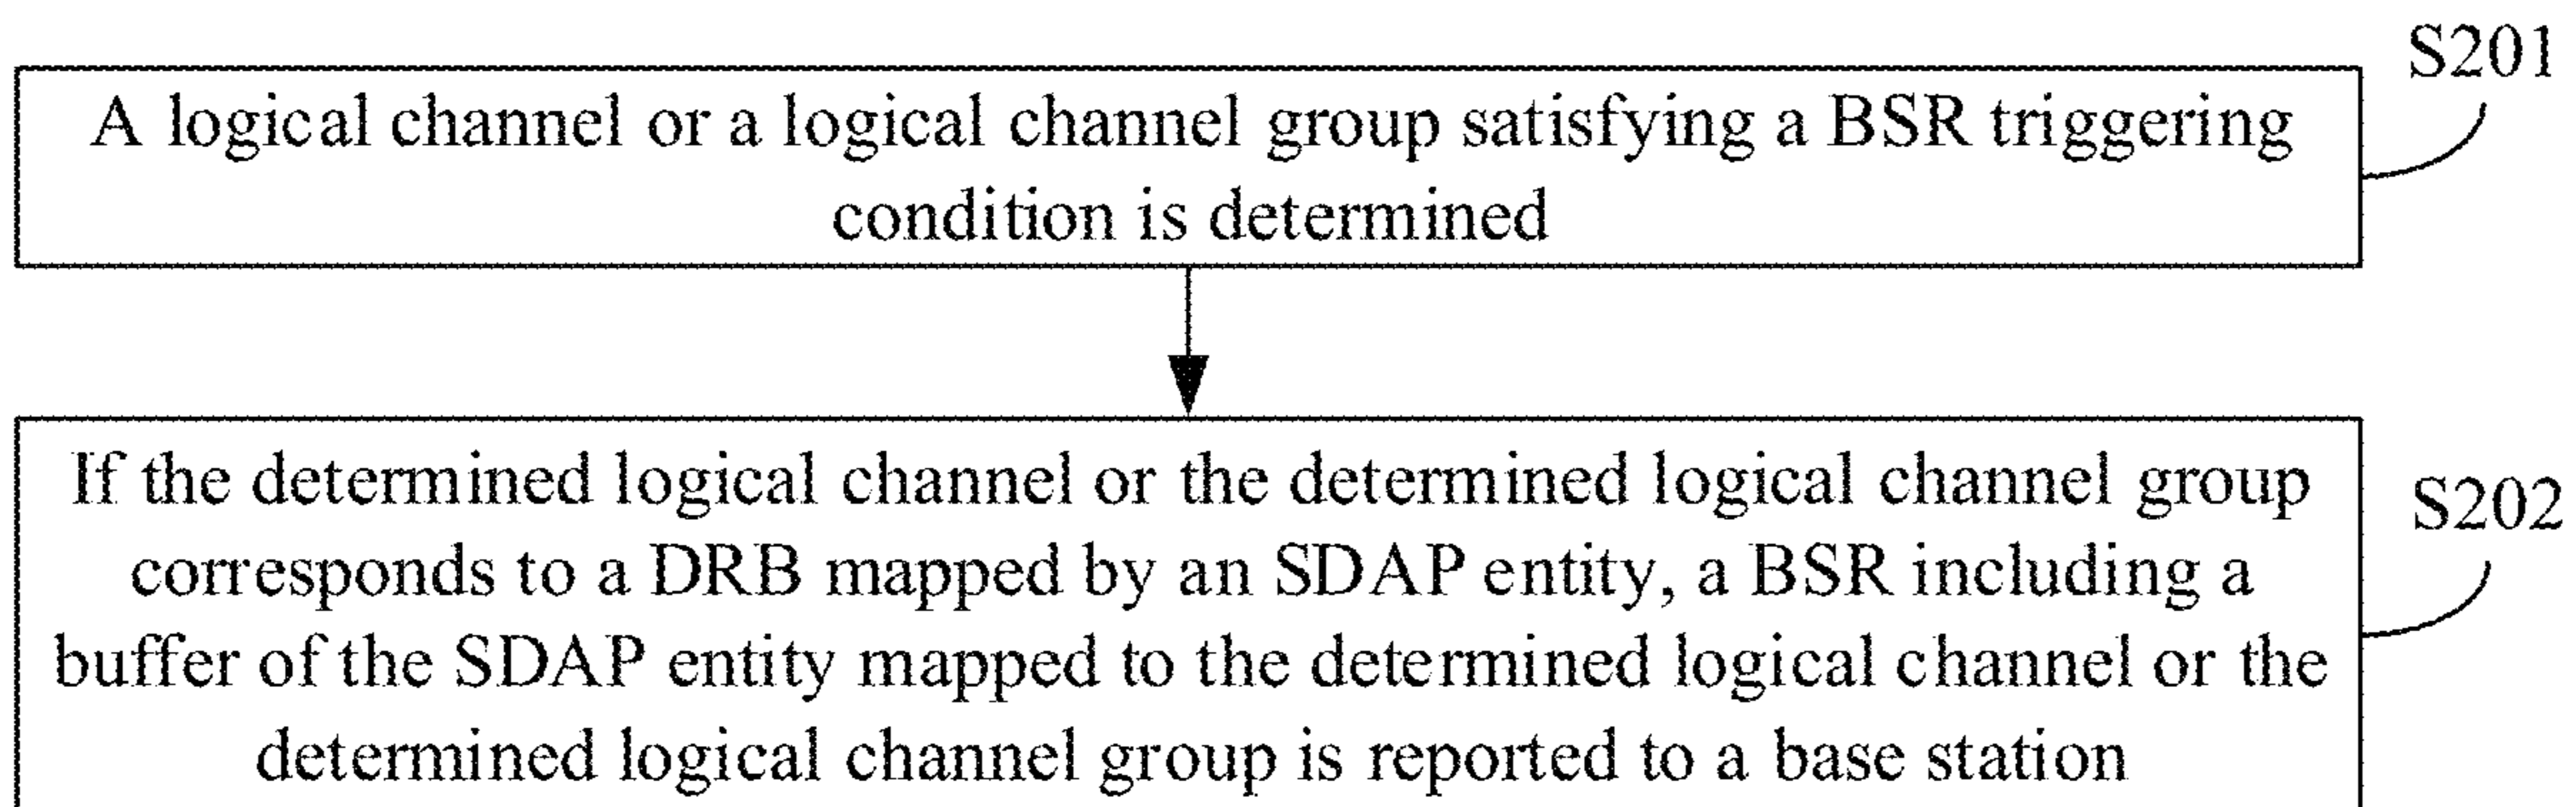 S201
A logical channel or a logical channel group satisfying a BSR triggering
condition is determined
If the determined logical channel or the determined logical channel group
S202
corresponds to a DRB mapped by an SDAP entity, a BSR including a
buffer of the SDAP entity mapped to the determined logical channel or the
determined logical channel group is reported to a base station